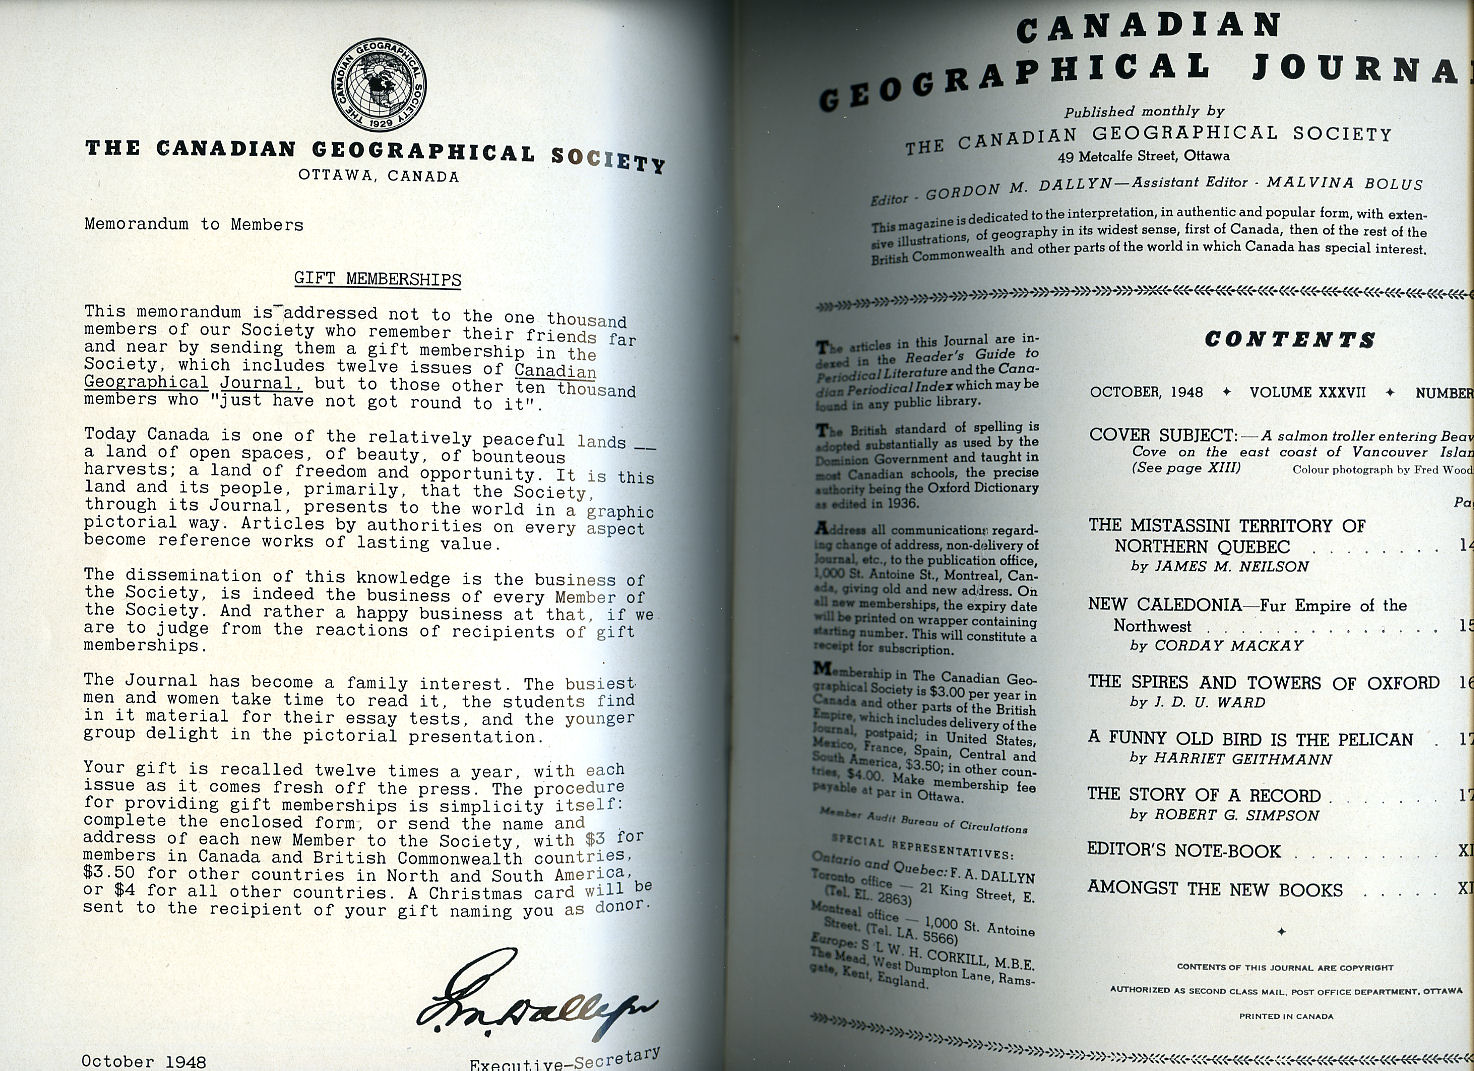 THE CANADIAN GEOGRAPHICAL SOCIETY
1929
THE CANADIAN GEOGRAPHICAL SOCIETY
OTTAWA, CANADA
Memorandum to Members
GIFT MEMBERSHIPS
This memorandum is addressed not to the one thousand
members of our Society who remember their friends far
and near by sending them a gift membership in the
Society, which includes twelve issues of Canadian
Geographical Journal, but to those other ten thousand
members who "just have not got round to it".
Today Canada is one of the relatively peaceful lands __
a land of open spaces, of beauty, of bounteous
harvests; a land of freedom and opportunity. It is this
land and its people, primarily, that the Society,
through its Journal, presents to the world in a graphic
pictorial way. Articles by authorities on every aspect
become reference works of lasting value.
The dissemination of this knowledge is the business of
the Society, is indeed the business of every Member of
the Society. And rather a happy business at that, if we
are to judge from the reactions of recipients of gift
memberships.
The Journal has become a family interest. The busiest
men and women take time to read it, the students find
in it material for their essay tests, and the younger
group delight in the pictorial presentation.
Your gift is recalled twelve times a year, with each
issue as it comes fresh off the press. The procedure
for providing gift memberships is simplicity itself:
complete the enclosed form, or send the name and
address of each new Member to the Society, with $3 for
members in Canada and British Commonwealth countries,
$3.50 for other countries in North and South America,
or $4 for all other countries. A Christmas card will be
sent to the recipient of your gift naming you as donor.
October 1948
Executive-Secretary
CANADIAN
GEOGRAPHICAL JOURNA
Published monthly by
THE CANADIAN GEOGRAPHICAL SOCIETY
49 Metcalfe Street, Ottawa
Editor - GORDON M. DALLYN—Assistant Editor - MALVINA BOLUS
This magazine is dedicated to the interpretation, in authentic and popular form, with exten-
sive illustrations, of geography in its widest sense, first of Canada, then of the rest of the
British Commonwealth and other parts of the world in which Canada has special interest.
The articles in this Journal are in-
dexed in the Reader's Guide to
Periodical Literature and the Cana-
dian Periodical Index which may be
found in any public library.
The British standard of spelling is
adopted substantially as used by the
Dominion Government and taught in
most Canadian schools, the precise
authority being the Oxford Dictionary
as edited in 1936.
Address all communications regard-
ing change of address, non-delivery of
Journal, etc., to the publication office,
1,000 St. Antoine St., Montreal, Can-
ada, giving old and new address. On
all new memberships, the expiry date
will be printed on wrapper containing
starting number. This will constitute a
receipt for subscription.
Membership in The Canadian Geo-
graphical Society is $3.00 per year in
Canada and other parts of the British
Empire, which includes delivery of the
Journal, postpaid; in United States,
Mexico, France, Spain, Central and
South America, $3.50; in other coun-
tries, $4.00. Make membership fee
payable at par in Ottawa.
Member Audit Bureau of Circulations
SPECIAL REPRESENTATIVES:
Ontario and Quebec: F. A. DALLYN
Toronto office — 21 King Street, E.
(Tel. EL. 2863)
Montreal office — 1,000 St. Antoine
Street. (Tel. LA. 5566)
Europe: S L W. H. CORKILL, M.B.E.
The Mead, West Dumpton Lane, Rams-
gate, Kent, England.
CONTENTS
OCTOBER, 1948 ✦ VOLUME XXXVII ✦ NUMBER
COVER SUBJECT:—A salmon troller entering Beav
Cove on the east coast of Vancouver Islan
(See page XIII) Colour photograph by Fred Wood
Pa
THE MISTASSINI TERRITORY OF
NORTHERN QUEBEC . . . . . . . . 14
by JAMES M. NEILSON
NEW CALEDONIA—Fur Empire of the
Northwest . . . . . . . . . . . . . . 15
by CORDAY MACKAY
THE SPIRES AND TOWERS OF OXFORD 16
by J. D. U. WARD
A FUNNY OLD BIRD IS THE PELICAN . 17
by HARRIET GEITHMANN
THE STORY OF A RECORD . . . . . . . 17
by ROBERT G. SIMPSON
EDITOR'S NOTE-BOOK . . . . . . . . . XI
AMONGST THE NEW BOOKS . . . . . XI
CONTENTS OF THIS JOURNAL ARE COPYRIGHT
AUTHORIZED AS SECOND CLASS MAIL, POST OFFICE DEPARTMENT, OTTAWA
PRINTED IN CANADA